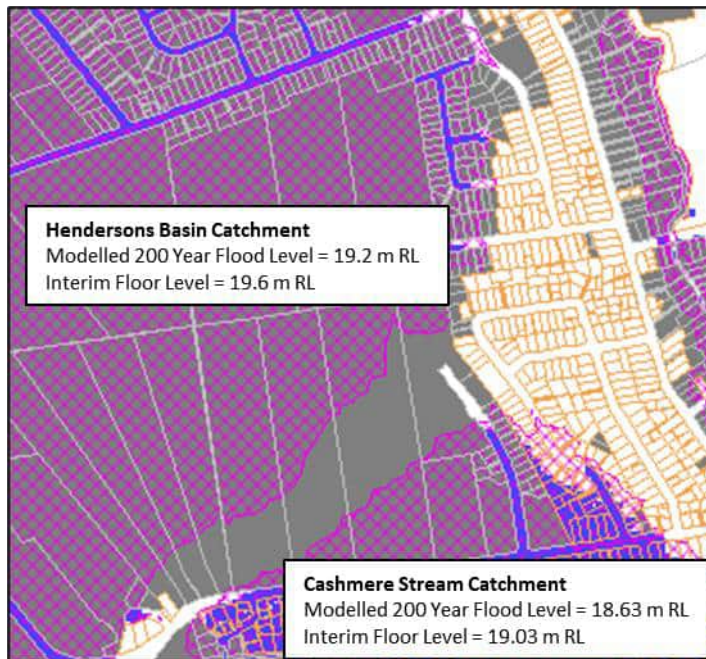 Hendersons Basin Catchment
Modelled 200 Year Flood Level = 19.2 m RL
Interim Floor Level = 19.6 m RL
Cashmere Stream Catchment
Modelled 200 Year Flood Level = 18.63 m RL
Interim Floor Level = 19.03 m RL